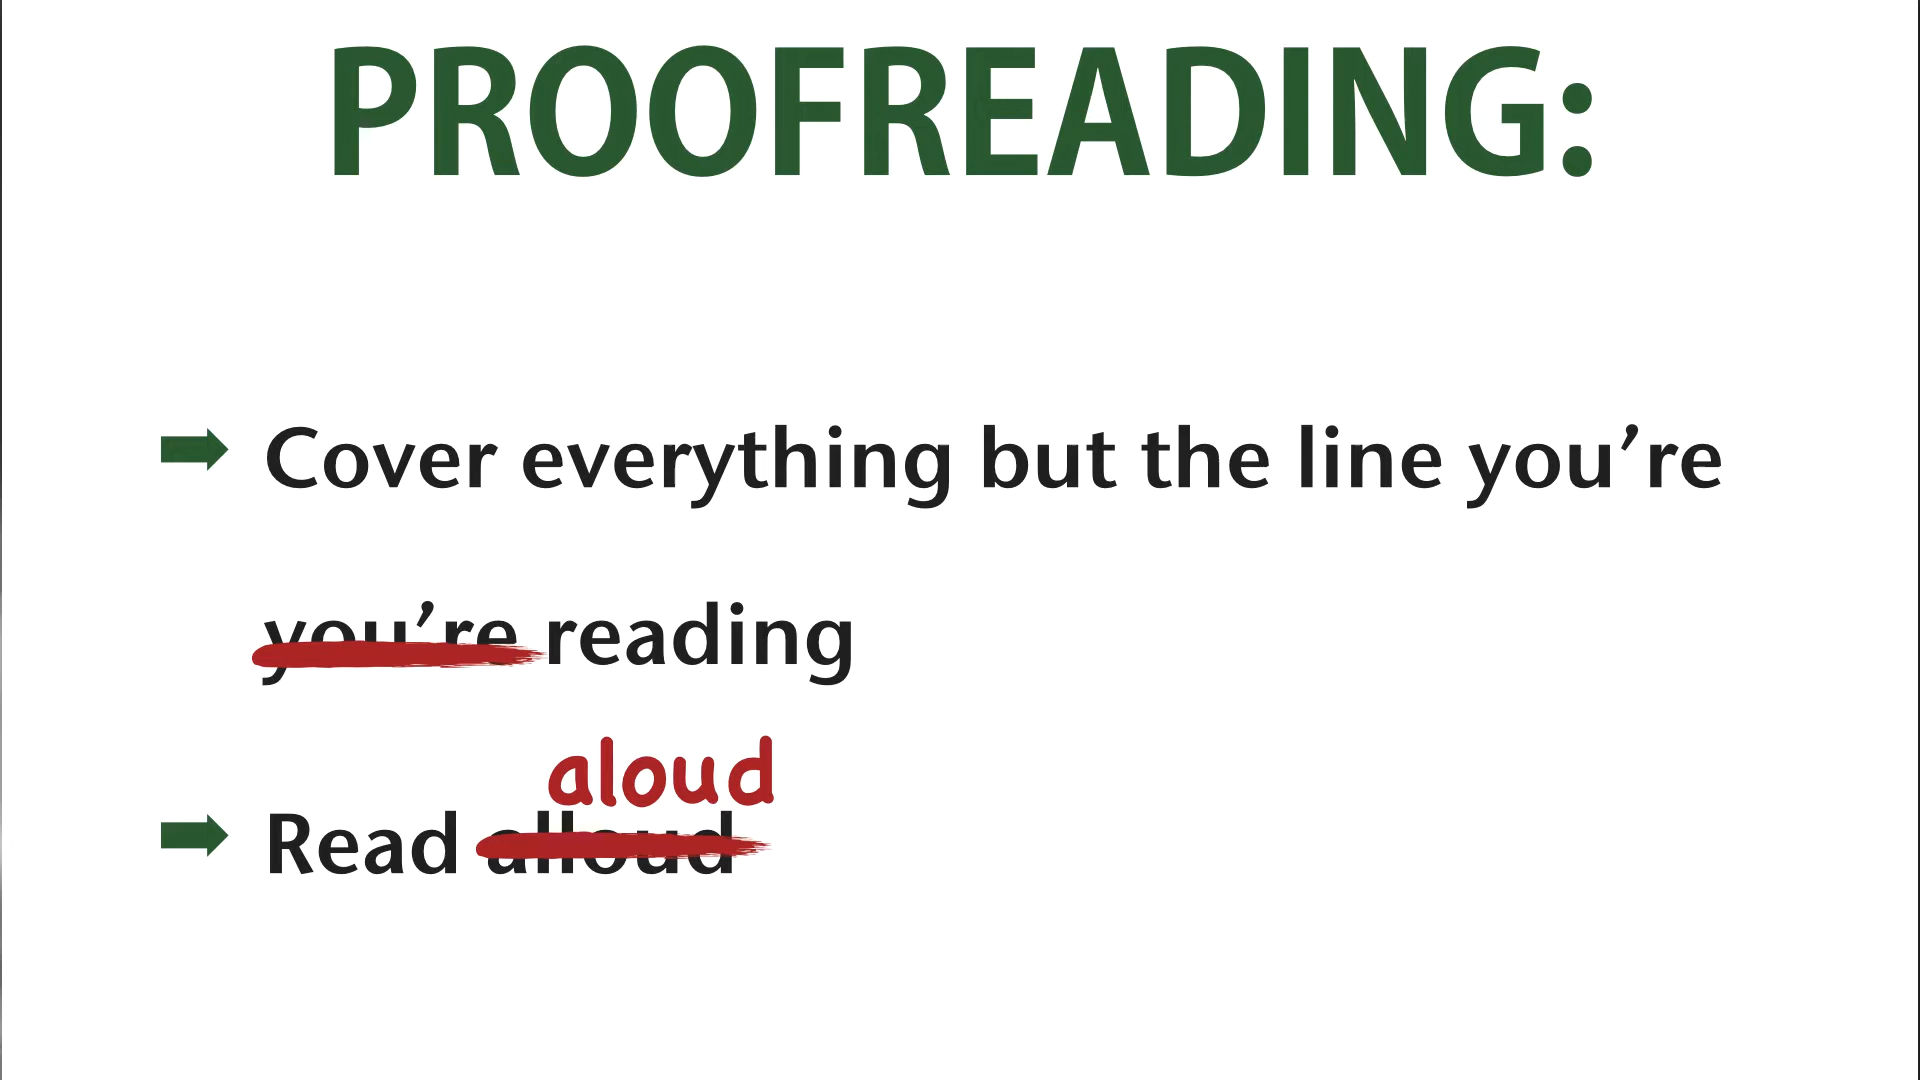 PROOFREADING:
Cover everything but the line you’re
you’re reading
aloud
Read alloud